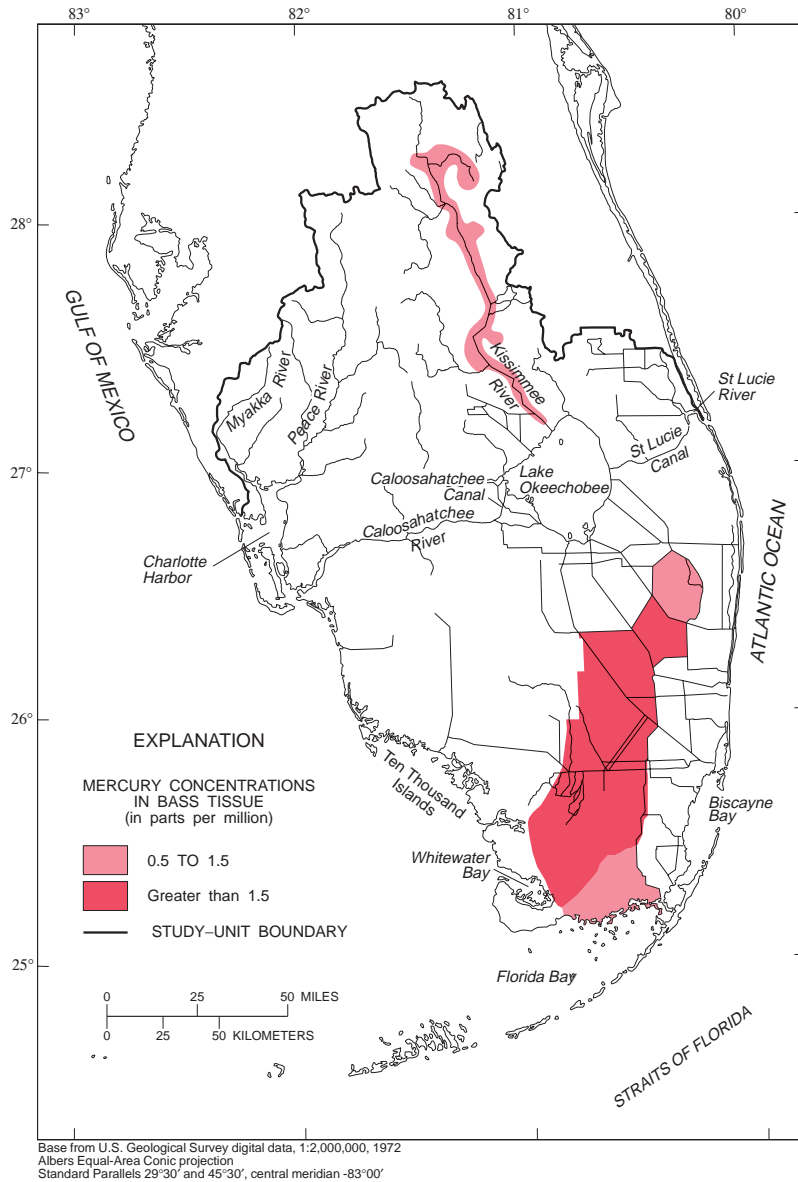 83°
82°
81°
80°
28°
27°
26°
25°
GULF OF MEXICO
Myakka River
Peace River
Kissimmee
River
St Lucie
River
St Lucie
Canal
Lake
Okeechobee
Caloosahatchee
Canal
Caloosahatchee
River
Charlotte
Harbor
ATLANTIC OCEAN
Ten Thousand
Islands
Biscayne
Bay
Whitewater
Bay
Florida Bay
STRAITS OF FLORIDA
EXPLANATION
MERCURY CONCENTRATIONS
IN BASS TISSUE
(in parts per million)
0.5 TO 1.5
Greater than 1.5
STUDY–UNIT BOUNDARY
0 25 50 MILES
0 25 50 KILOMETERS
Base from U.S. Geological Survey digital data, 1:2,000,000, 1972
Albers Equal-Area Conic projection
Standard Parallels 29°30′ and 45°30′, central meridian -83°00′